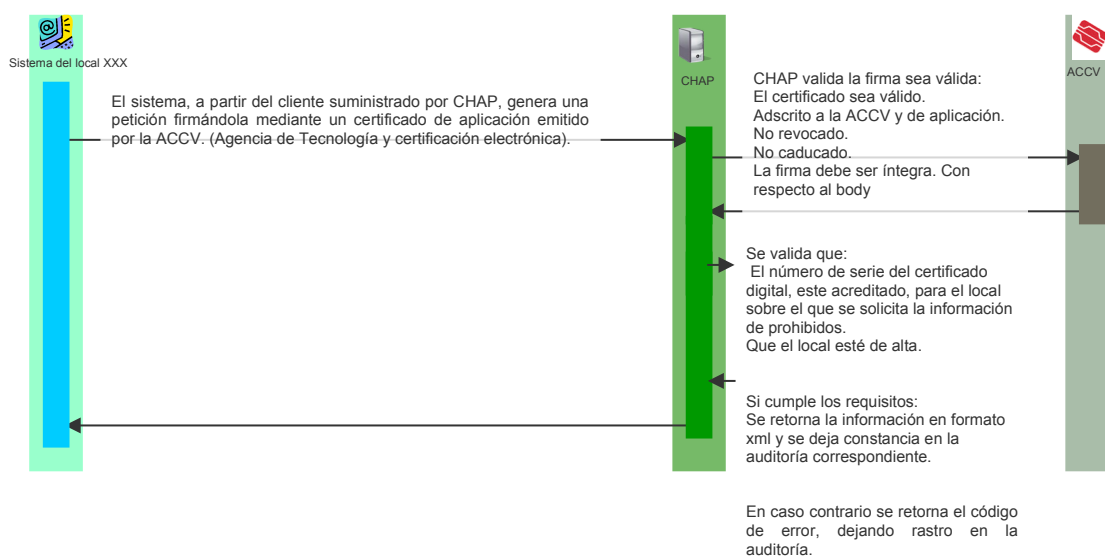 Sistema del local XXX
El sistema, a partir del cliente suministrado por CHAP, genera una
petición firmándola mediante un certificado de aplicación emitido
por la ACCV. (Agencia de Tecnología y certificación electrónica).
CHAP
CHAP valida la firma sea válida:
El certificado sea válido.
Adscrito a la ACCV y de aplicación.
No revocado.
No caducado.
La firma debe ser íntegra. Con
respecto al body
ACCV
Se valida que:
El número de serie del certificado
digital, este acreditado, para el local
sobre el que se solicita la información
de prohibidos.
Que el local esté de alta.
Si cumple los requisitos:
Se retorna la información en formato
xml y se deja constancia en la
auditoría correspondiente.
En caso contrario se retorna el código
de error, dejando rastro en la
auditoría.